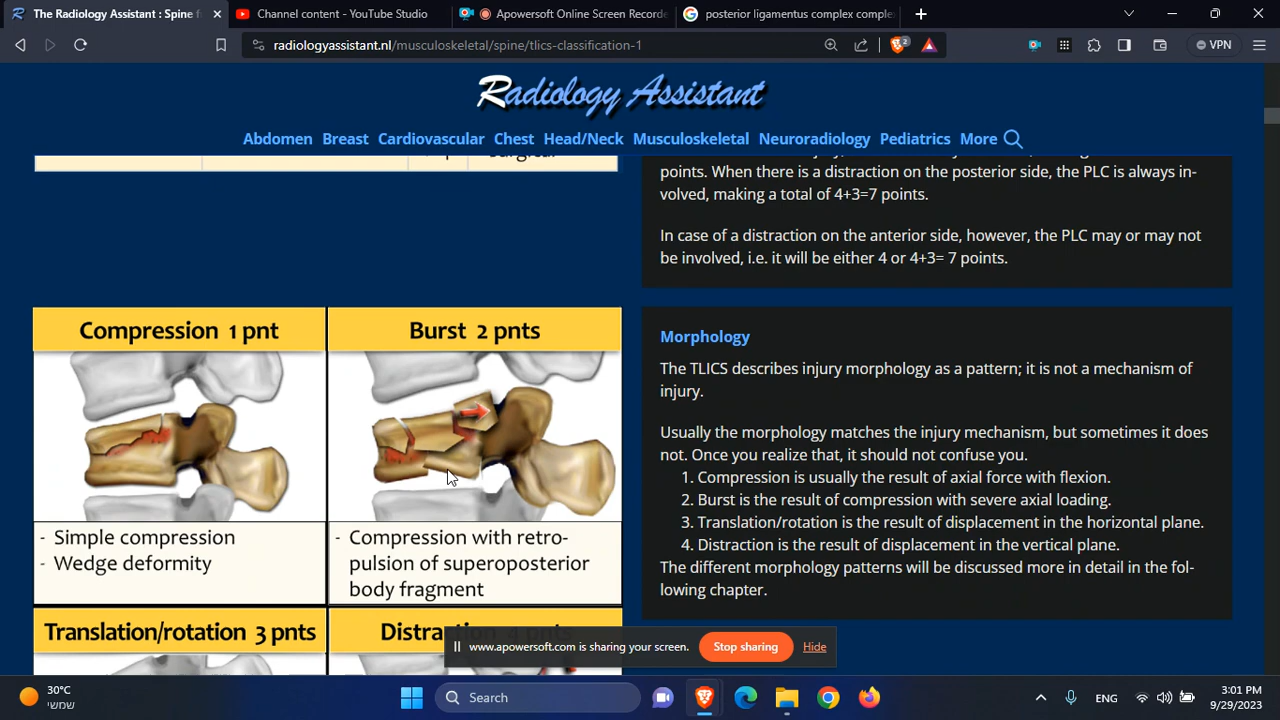 The Radiology Assistant : Spine f
Channel content - YouTube Studio
Apowersoft Online Screen Recorde
posterior ligamentus complex comple
radiologyassistant.nl/musculoskeletal/spine/tlics-classification-1
2
VPN
Radiology Assistant
Abdomen Breast Cardiovascular Chest Head/Neck Musculoskeletal Neuroradiology Pediatrics More
points. When there is a distraction on the posterior side, the PLC is always in-
volved, making a total of 4+3=7 points.
In case of a distraction on the anterior side, however, the PLC may or may not
be involved, i.e. it will be either 4 or 4+3= 7 points.
Compression 1 pnt
Burst 2 pnts
- Simple compression
- Wedge deformity
- Compression with retro-
pulsion of superoposterior
body fragment
Translation/rotation 3 pnts
Distraction 4 pnts
Morphology
The TLICS describes injury morphology as a pattern; it is not a mechanism of
injury.
Usually the morphology matches the injury mechanism, but sometimes it does
not. Once you realize that, it should not confuse you.
1. Compression is usually the result of axial force with flexion.
2. Burst is the result of compression with severe axial loading.
3. Translation/rotation is the result of displacement in the horizontal plane.
4. Distraction is the result of displacement in the vertical plane.
The different morphology patterns will be discussed more in detail in the fol-
lowing chapter.
www.apowersoft.com is sharing your screen.
Stop sharing
Hide
30°C
שמשי
Search
ENG
3:01 PM
9/29/2023